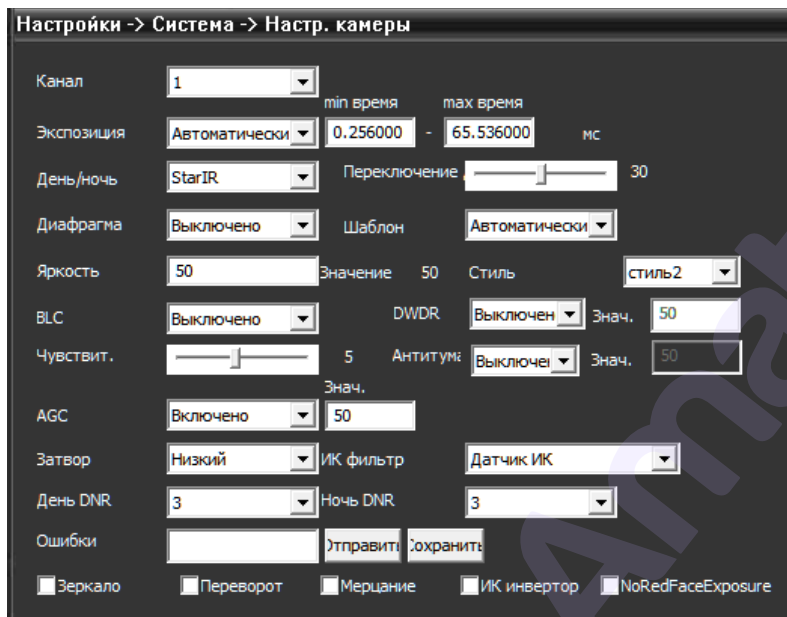 Настройки -> Система -> Настр. камеры
Канал 1
min время max время
Экспозиция Автоматически 0.256000 - 65.536000 мс
День/ночь StarIR Переключение 30
Диафрагма Выключено Шаблон Автоматически
Яркость 50 Значение 50 Стиль стиль2
BLC Выключено DWDR Выключен Знач. 50
Чувствит. 5 Антитума Выключен Знач. 50
Знач.
AGC Включено 50
Затвор Низкий ИК фильтр Датчик ИК
День DNR 3 Ночь DNR 3
Ошибки Отправить Сохранить
Зеркало Переворот Мерцание ИК инвертор NoRedFaceExposure